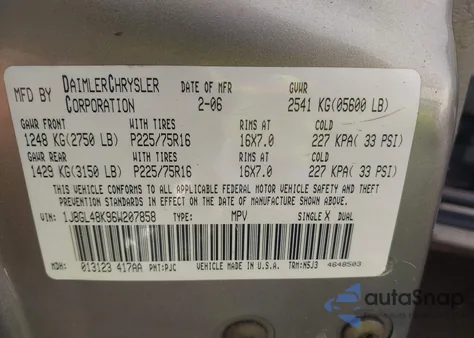 MFD BY DAIMLERCHRYSLER CORPORATION DATE OF MFR 2-06 GVWR 2541 KG(05600 LB)
GAWR FRONT WITH TIRES RIMS AT COLD
1248 KG(2750 LB) P225/75R16 16X7.0 227 KPA( 33 PSI)
GAWR REAR WITH TIRES RIMS AT COLD
1429 KG(3150 LB) P225/75R16 16X7.0 227 KPA( 33 PSI)
THIS VEHICLE CONFORMS TO ALL APPLICABLE FEDERAL MOTOR VEHICLE SAFETY AND THEFT
PREVENTION STANDARDS IN EFFECT ON THE DATE OF MANUFACTURE SHOWN ABOVE.
VIN: 1J8GL48K96W207858 TYPE: MPV SINGLE X DUAL
MDH: 013123 417AA PNT:PJC VEHICLE MADE IN U.S.A. TRM:N5J3 4648503
autaSnap